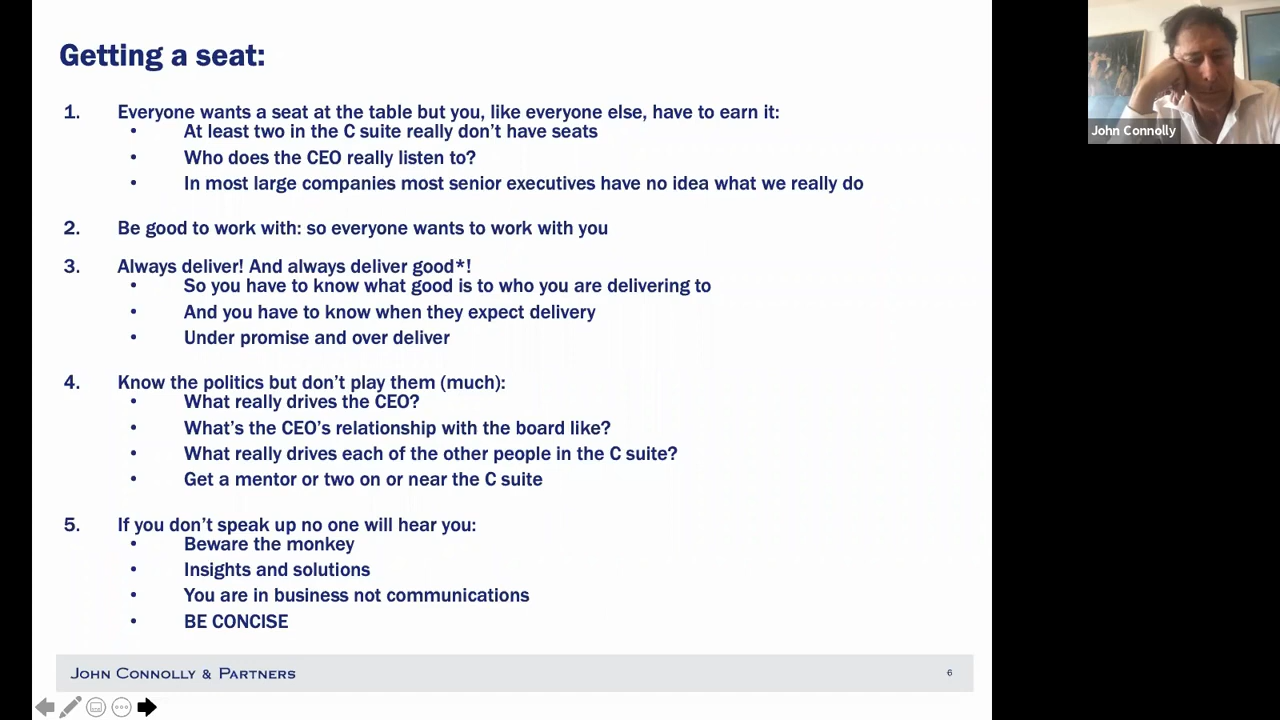 Getting a seat:
1. Everyone wants a seat at the table but you, like everyone else, have to earn it:
• At least two in the C suite really don’t have seats
• Who does the CEO really listen to?
• In most large companies most senior executives have no idea what we really do
2. Be good to work with: so everyone wants to work with you
3. Always deliver! And always deliver good*!
• So you have to know what good is to who you are delivering to
• And you have to know when they expect delivery
• Under promise and over deliver
4. Know the politics but don’t play them (much):
• What really drives the CEO?
• What’s the CEO’s relationship with the board like?
• What really drives each of the other people in the C suite?
• Get a mentor or two on or near the C suite
5. If you don’t speak up no one will hear you:
• Beware the monkey
• Insights and solutions
• You are in business not communications
• BE CONCISE
John Connolly & Partners
6
John Connolly